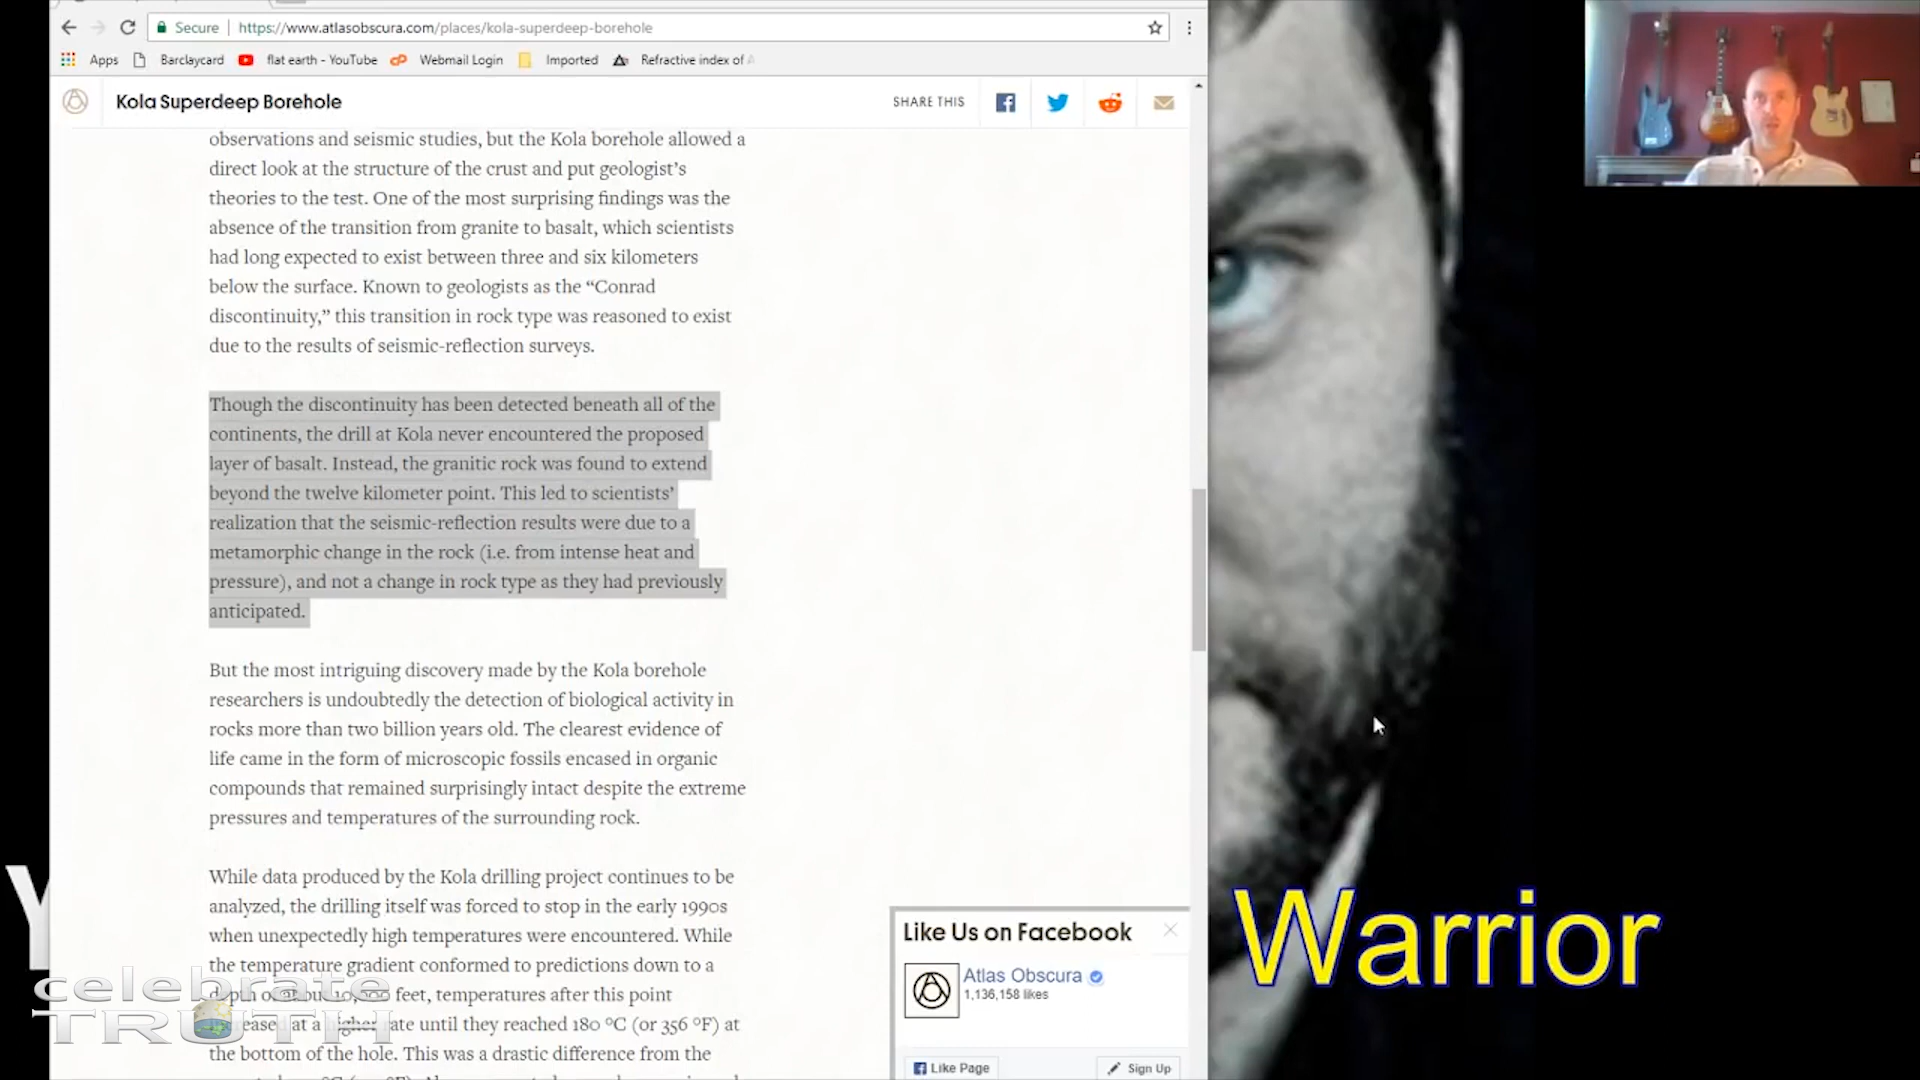 Secure https://www.atlasobscura.com/places/kola-superdeep-borehole
Apps Barclaycard flat earth - YouTube Webmail Login Imported Refractive index of
Kola Superdeep Borehole
SHARE THIS
observations and seismic studies, but the Kola borehole allowed a
direct look at the structure of the crust and put geologist's
theories to the test. One of the most surprising findings was the
absence of the transition from granite to basalt, which scientists
had long expected to exist between three and six kilometers
below the surface. Known to geologists as the “Conrad
discontinuity,” this transition in rock type was reasoned to exist
due to the results of seismic-reflection surveys.
Though the discontinuity has been detected beneath all of the
continents, the drill at Kola never encountered the proposed
layer of basalt. Instead, the granitic rock was found to extend
beyond the twelve kilometer point. This led to scientists’
realization that the seismic-reflection results were due to a
metamorphic change in the rock (i.e. from intense heat and
pressure), and not a change in rock type as they had previously
anticipated.
But the most intriguing discovery made by the Kola borehole
researchers is undoubtedly the detection of biological activity in
rocks more than two billion years old. The clearest evidence of
life came in the form of microscopic fossils encased in organic
compounds that remained surprisingly intact despite the extreme
pressures and temperatures of the surrounding rock.
While data produced by the Kola drilling project continues to be
analyzed, the drilling itself was forced to stop in the early 1990s
when unexpectedly high temperatures were encountered. While
the temperature gradient conformed to predictions down to a
depth of about 10,000 feet, temperatures after this point
increased at a higher rate until they reached 180 °C (or 356 °F) at
the bottom of the hole. This was a drastic difference from the
Like Us on Facebook
Atlas Obscura
1,136,158 likes
Like Page
Sign Up
Warrior
celebrate
TRUTH